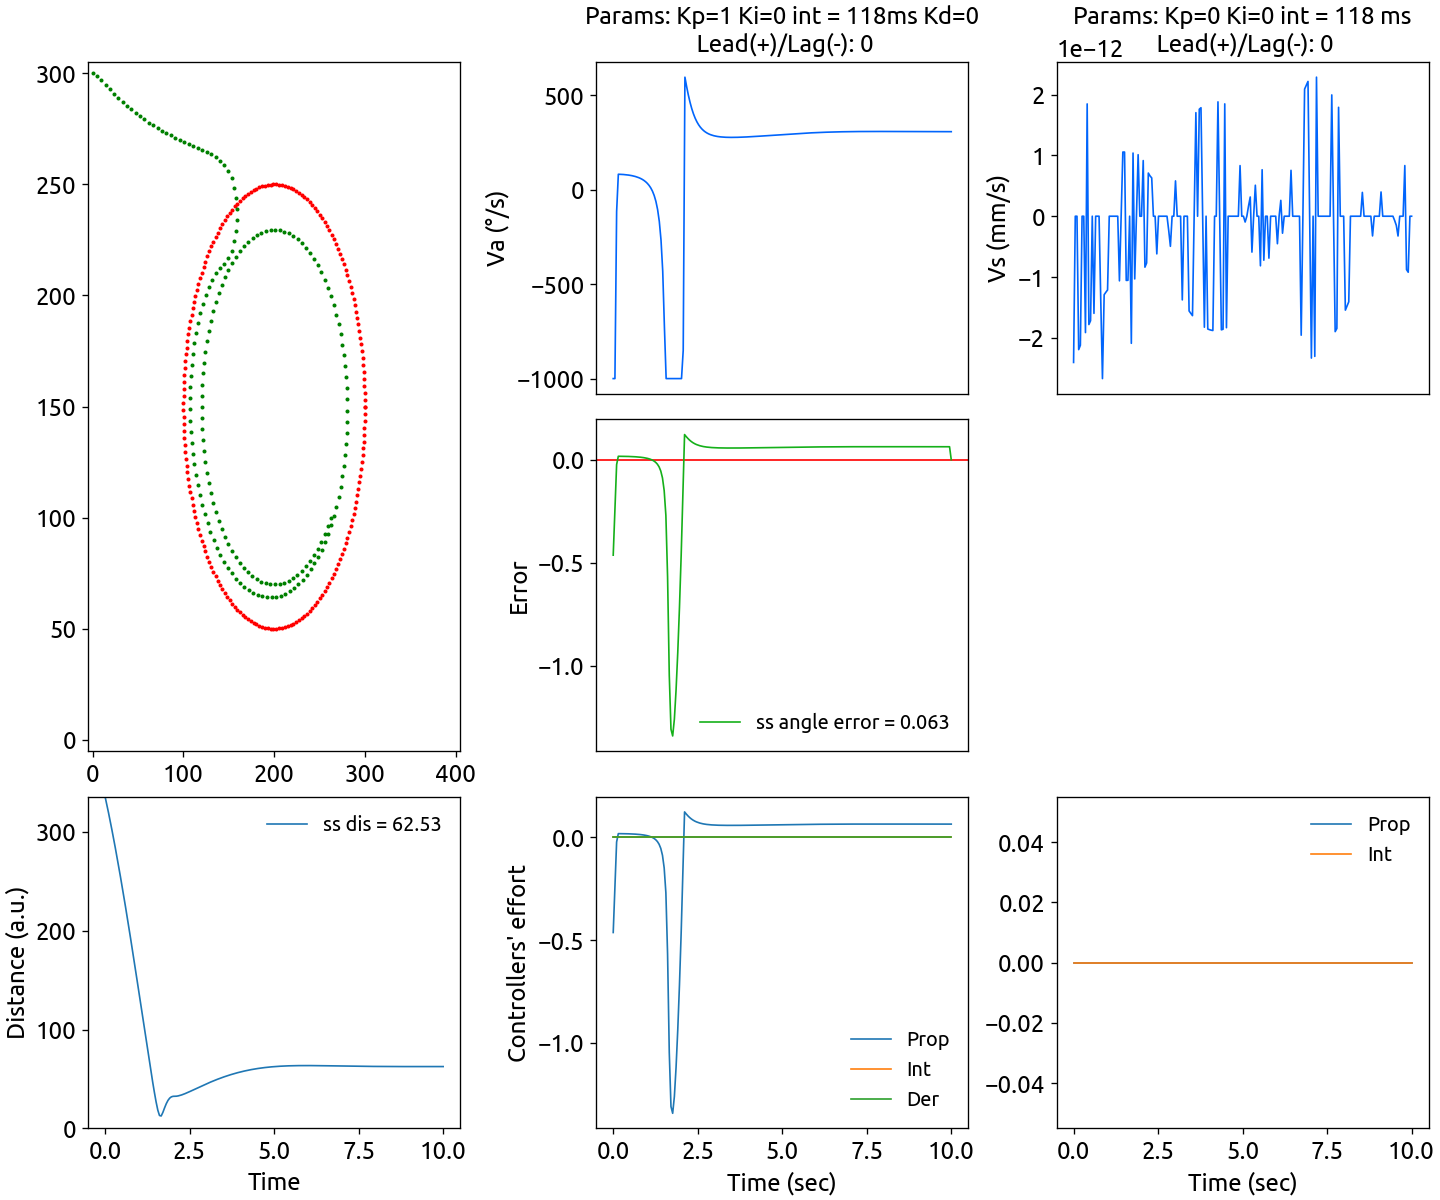 Params: Kp=1 Ki=0 int = 118ms Kd=0
Lead(+)/Lag(-): 0
Params: Kp=0 Ki=0 int = 118 ms
Lead(+)/Lag(-): 0
1e−12
300
250
200
150
100
50
0
0
100
200
300
400
Va (°/s)
500
0
−500
−1000
Vs (mm/s)
2
1
0
−1
−2
Error
0.0
−0.5
−1.0
ss angle error = 0.063
Distance (a.u.)
300
200
100
0
ss dis = 62.53
0.0
2.5
5.0
7.5
10.0
Time
Controllers' effort
0.0
−0.5
−1.0
Prop
Int
Der
0.0
2.5
5.0
7.5
10.0
Time (sec)
0.04
0.02
0.00
−0.02
−0.04
Prop
Int
0.0
2.5
5.0
7.5
10.0
Time (sec)